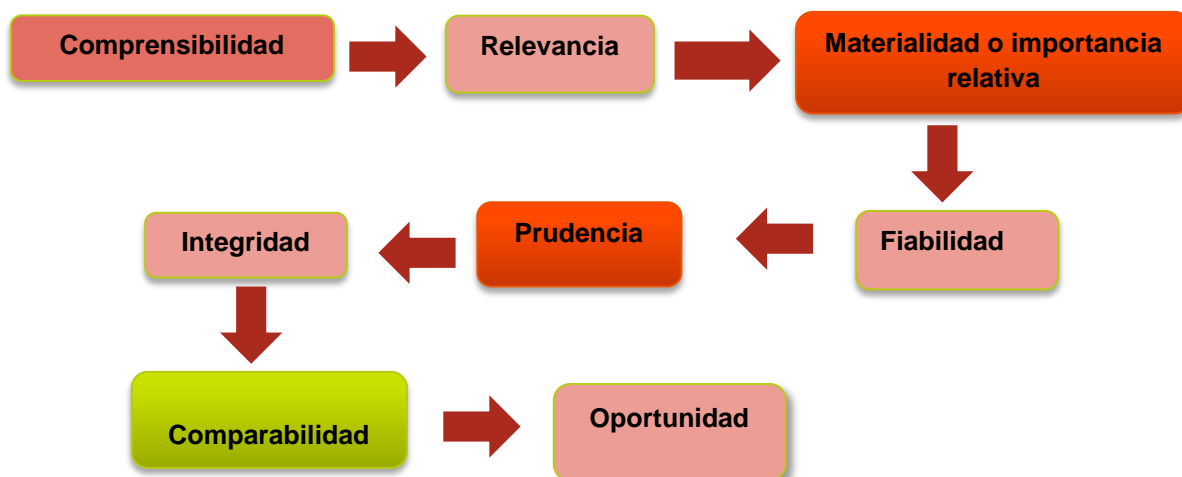 Comprensibilidad
Relevancia
Materialidad o importancia
relativa
Fiabilidad
Prudencia
Integridad
Comparabilidad
Oportunidad